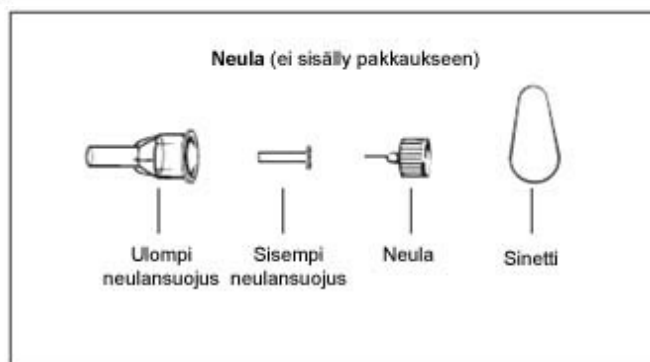 Neula (ei sisälly pakkaukseen)
Ulompi
neulansuojus
Sisempi
neulansuojus
Neula
Sinetti